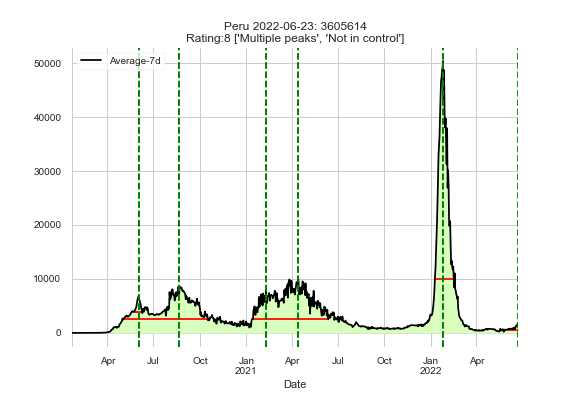 Peru 2022-06-23: 3605614
Rating:8 ['Multiple peaks', 'Not in control']
Average-7d
50000
40000
30000
20000
10000
0
Apr Jul Oct Jan Apr Jul Oct Jan Apr
2021 2022
Date